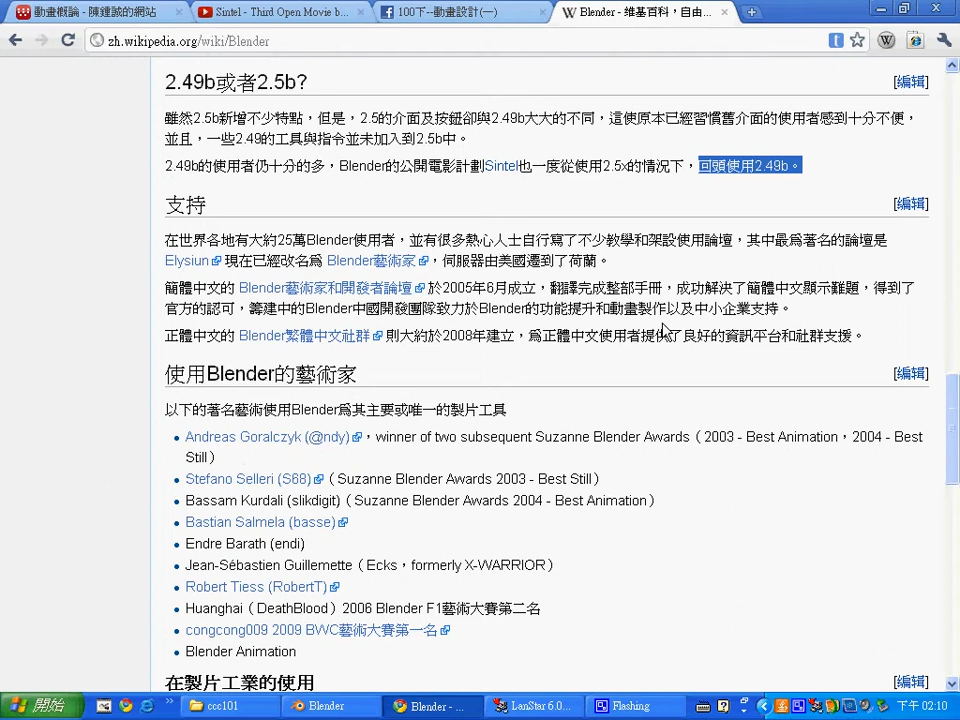 動畫概論 - 陳鍾誠的網站
Sintel - Third Open Movie b...
100下--動畫設計(一)
Blender - 维基百科，自由...
zh.wikipedia.org/wiki/Blender
2.49b或者2.5b?
[编辑]
雖然2.5b新增不少特點，但是，2.5的介面及按鈕卻與2.49b大大的不同，這使原本已經習慣舊介面的使用者感到十分不便，
並且，一些2.49的工具與指令並未加入到2.5b中。
2.49b的使用者仍十分的多，Blender的公開電影計劃Sintel也一度從使用2.5x的情況下，回頭使用2.49b。
支持
[编辑]
在世界各地有大約25萬Blender使用者，並有很多熱心人士自行寫了不少教學和架設使用論壇，其中最為著名的論壇是
Elysiun 現在已經改名為 Blender藝術家，伺服器由美國遷到了荷蘭。
簡體中文的 Blender藝術家和開發者論壇 於2005年6月成立，翻譯完成整部手冊，成功解決了簡體中文顯示難題，得到了
官方的認可，籌建中的Blender中國開發團隊致力於Blender的功能提升和動畫製作以及中小企業支持。
正體中文的 Blender繁體中文社群 則大約於2008年建立，為正體中文使用者提供了良好的資訊平台和社群支援。
使用Blender的藝術家
[编辑]
以下的著名藝術使用Blender為其主要或唯一的製片工具
Andreas Goralczyk (@ndy)，winner of two subsequent Suzanne Blender Awards（2003 - Best Animation，2004 - Best
Still）
Stefano Selleri (S68)（Suzanne Blender Awards 2003 - Best Still）
Bassam Kurdali (slikdigit)（Suzanne Blender Awards 2004 - Best Animation）
Bastian Salmela (basse)
Endre Barath (endi)
Jean-Sébastien Guillemette（Ecks，formerly X-WARRIOR）
Robert Tiess (RobertT)
Huanghai（DeathBlood）2006 Blender F1藝術大賽第二名
congcong009 2009 BWC藝術大賽第一名
Blender Animation
在製片工業的使用
[编辑]
開始
ccc101
Blender
Blender - ...
LanStar 6.0...
Flashing
下午 02:10